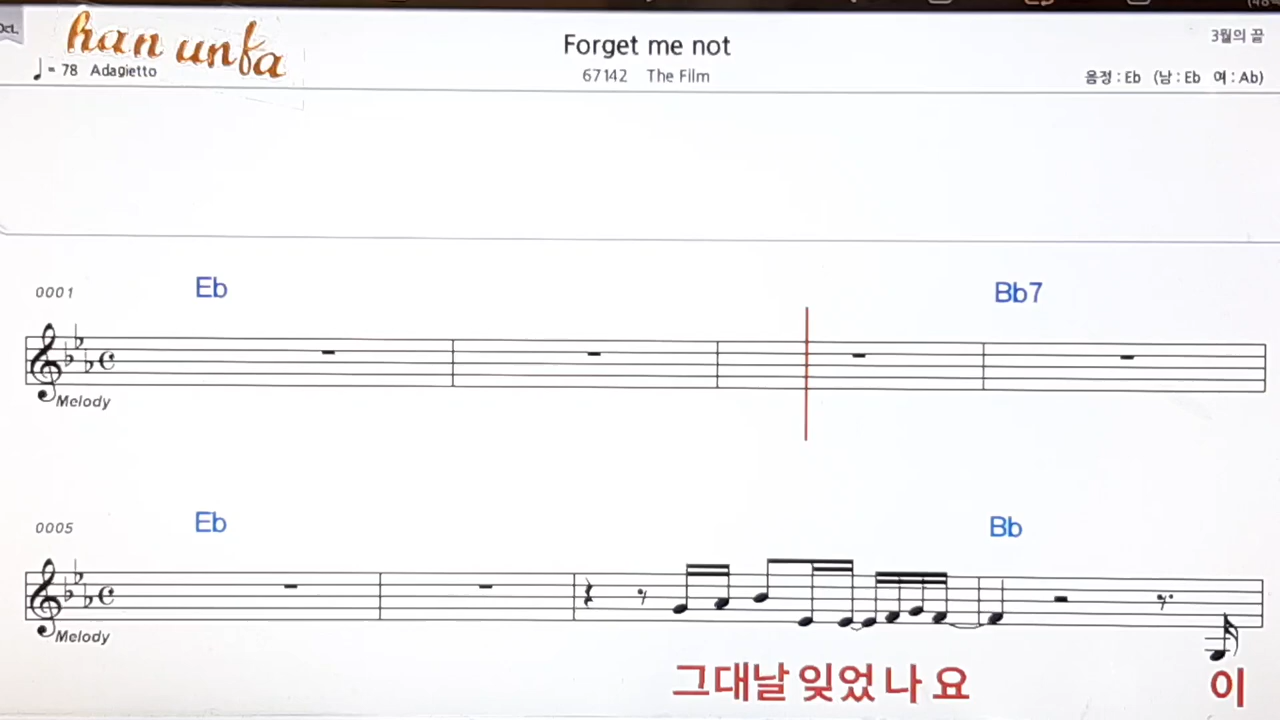 Oct.
han unfa
♩ = 78 Adagietto
Forget me not
67142 The Film
3월의 끝
음정 : Eb (남 : Eb 여 : Ab)
0001
Eb
Bb7
Melody
0005
Eb
Bb
Melody
그대날 잊었나 요 이